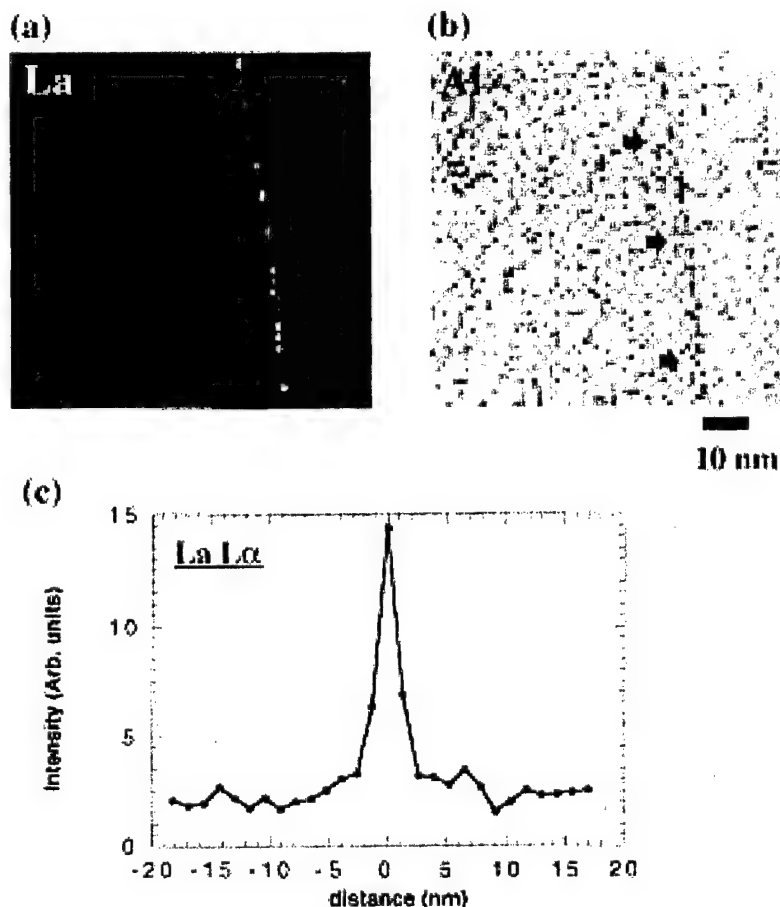 (a)
(b)
La
Al
10 nm
(c)
La Lα
15
10
5
0
Intensity (Arb. units)
-20 -15 -10 -5 0 5 10 15 20
distance (nm)